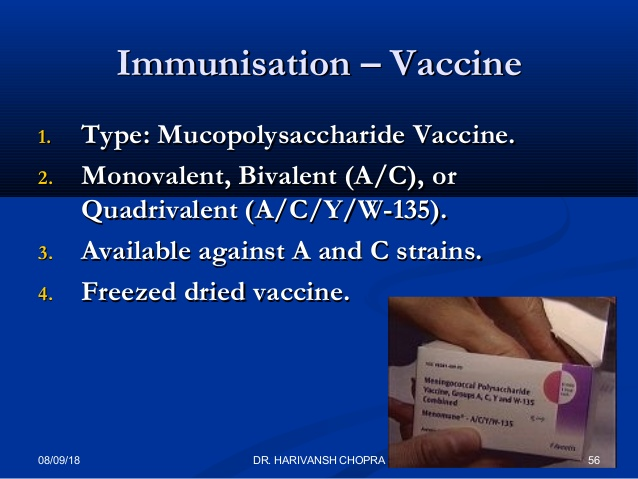 Immunisation – Vaccine
1. Type: Mucopolysaccharide Vaccine.
2. Monovalent, Bivalent (A/C), or
Quadrivalent (A/C/Y/W-135).
3. Available against A and C strains.
4. Freezed dried vaccine.
Meningococcal Polysaccharide
Vaccine, Groups A, C, Y and W-135
Combined
Menomune® - A/C/Y/W-135
08/09/18
DR. HARIVANSH CHOPRA
56